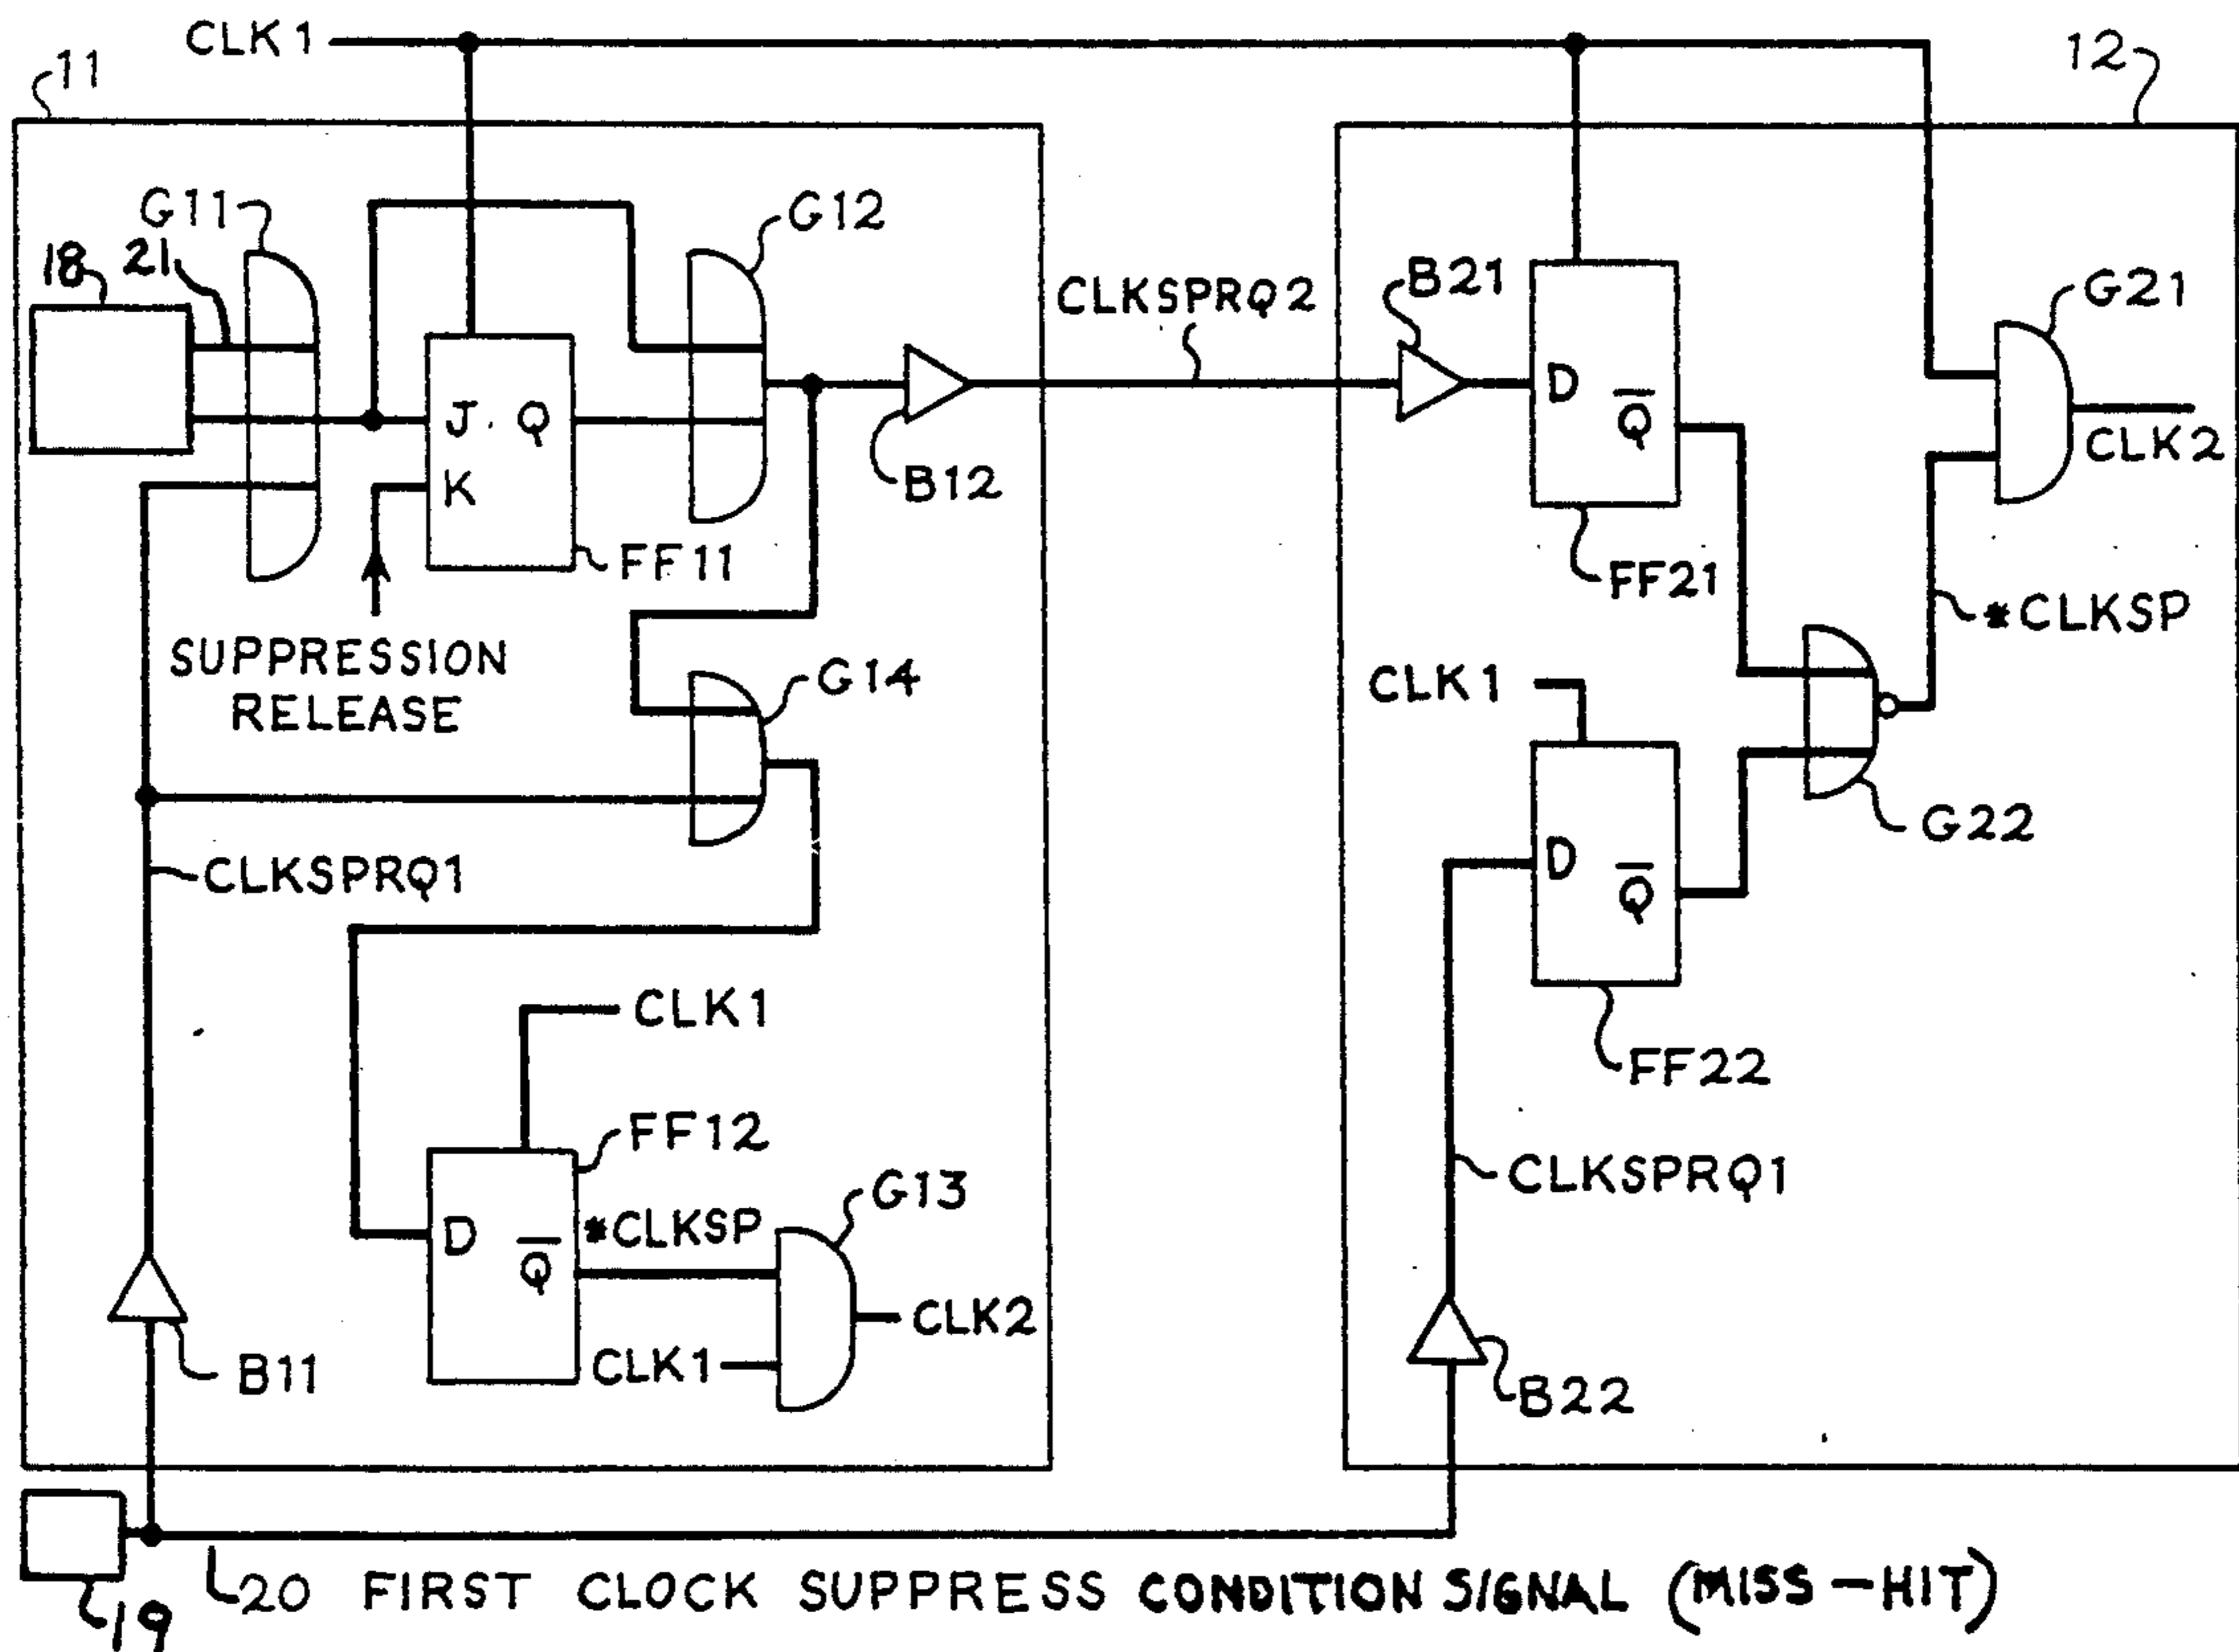 CLK1
11
12
G11
G12
18
21
CLKSPRQ2
B21
G21
J
Q
K
D
Q̅
CLK2
B12
FF11
FF21
*CLKSP
SUPPRESSION
RELEASE
G14
CLK1
G22
CLKSPRQ1
D
Q̅
CLK1
FF22
FF12
G13
CLKSPRQ1
D
Q̅
*CLKSP
CLK2
CLK1
B11
B22
20 FIRST CLOCK SUPPRESS CONDITION SIGNAL (MISS-HIT)
19